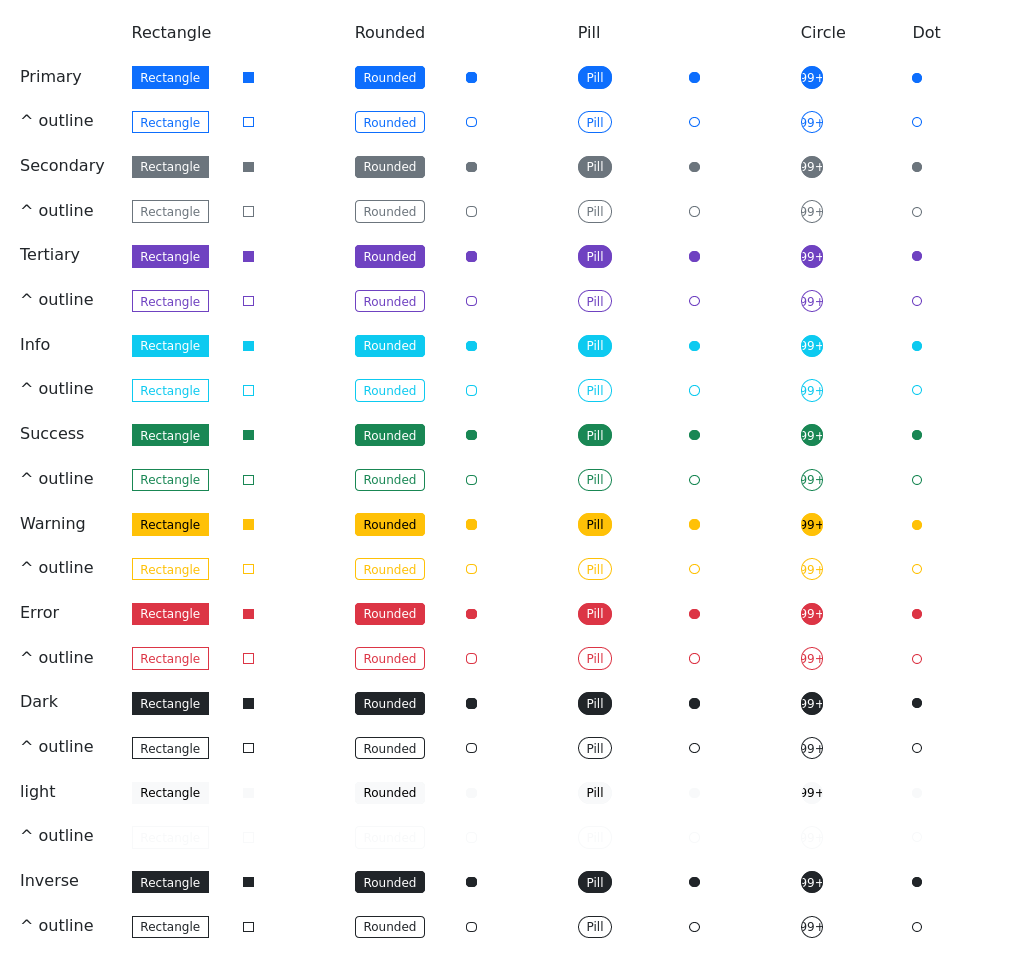 Rectangle Rounded Pill Circle Dot
Primary Rectangle Rounded Pill 99+
^ outline Rectangle Rounded Pill 99+
Secondary Rectangle Rounded Pill 99+
^ outline Rectangle Rounded Pill 99+
Tertiary Rectangle Rounded Pill 99+
^ outline Rectangle Rounded Pill 99+
Info Rectangle Rounded Pill 99+
^ outline Rectangle Rounded Pill 99+
Success Rectangle Rounded Pill 99+
^ outline Rectangle Rounded Pill 99+
Warning Rectangle Rounded Pill 99+
^ outline Rectangle Rounded Pill 99+
Error Rectangle Rounded Pill 99+
^ outline Rectangle Rounded Pill 99+
Dark Rectangle Rounded Pill 99+
^ outline Rectangle Rounded Pill 99+
light Rectangle Rounded Pill 99+
^ outline Rectangle Rounded Pill 99+
Inverse Rectangle Rounded Pill 99+
^ outline Rectangle Rounded Pill 99+